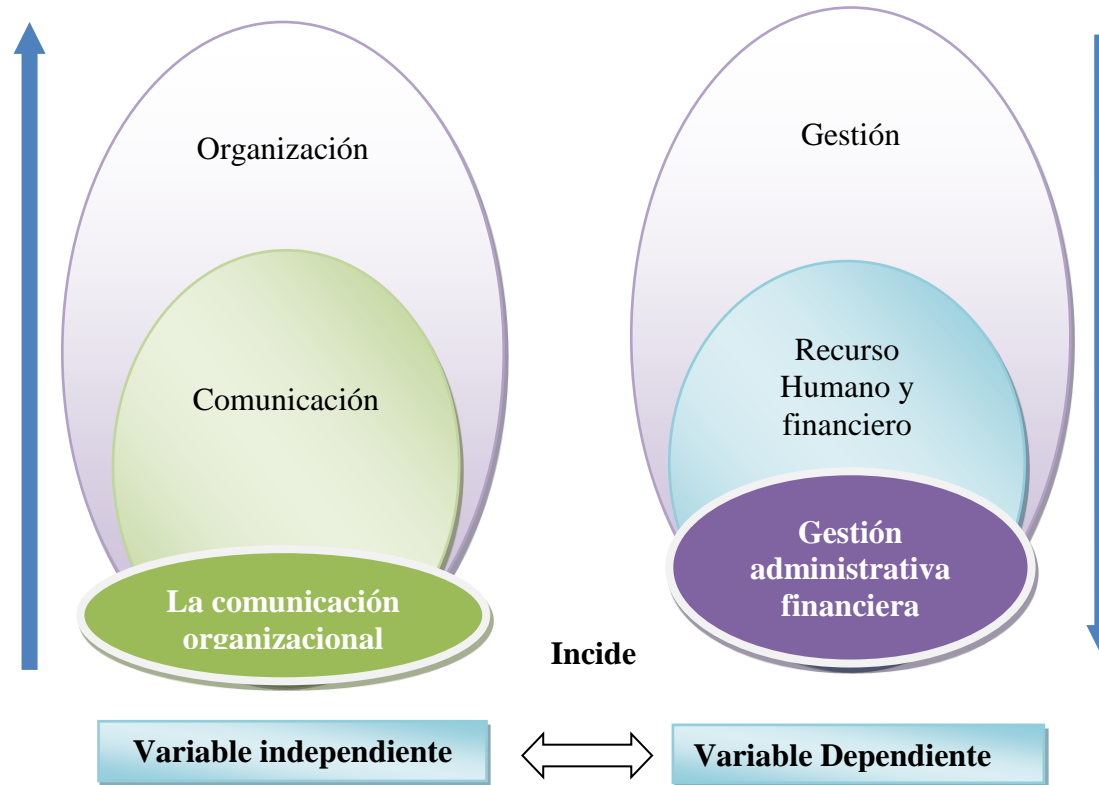 Organización
Comunicación
La comunicación
organizacional
Gestión
Recurso
Humano y
financiero
Gestión
administrativa
financiera
Incide
Variable independiente
Variable Dependiente